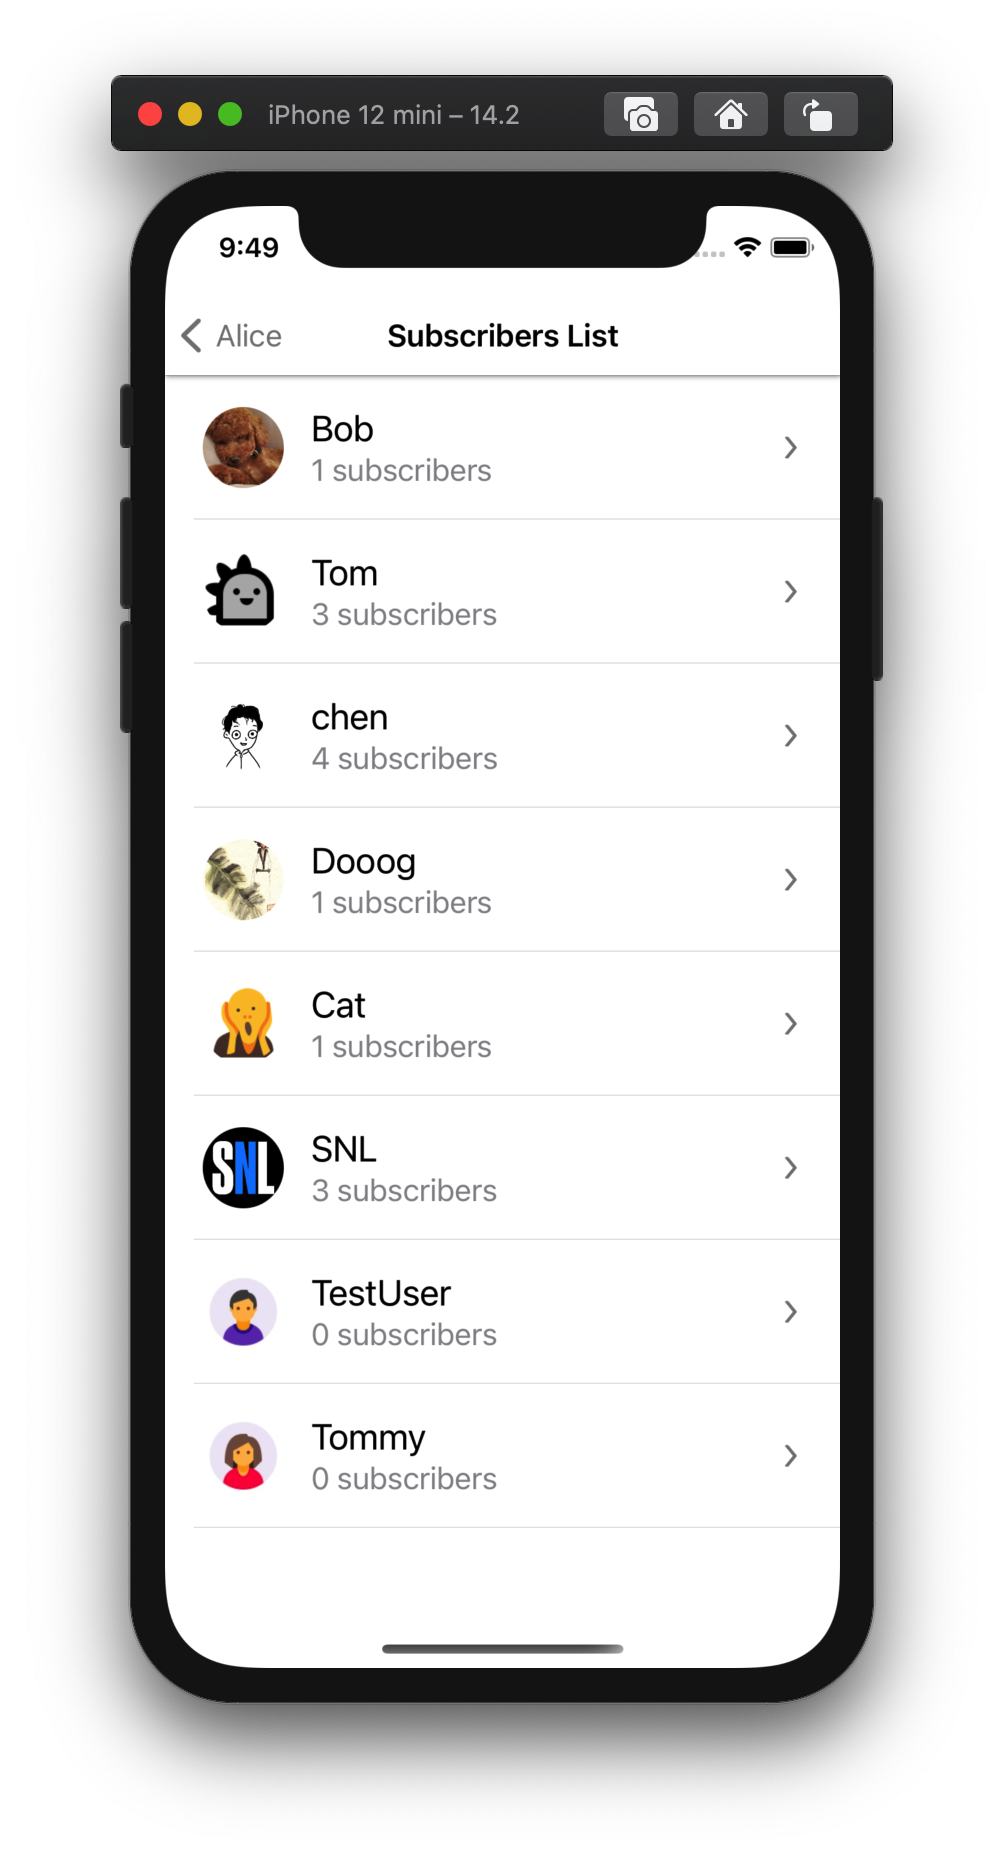 iPhone 12 mini – 14.2
9:49
Alice
Subscribers List
Bob
1 subscribers
Tom
3 subscribers
chen
4 subscribers
Dooog
1 subscribers
Cat
1 subscribers
SNL
SNL
3 subscribers
TestUser
0 subscribers
Tommy
0 subscribers